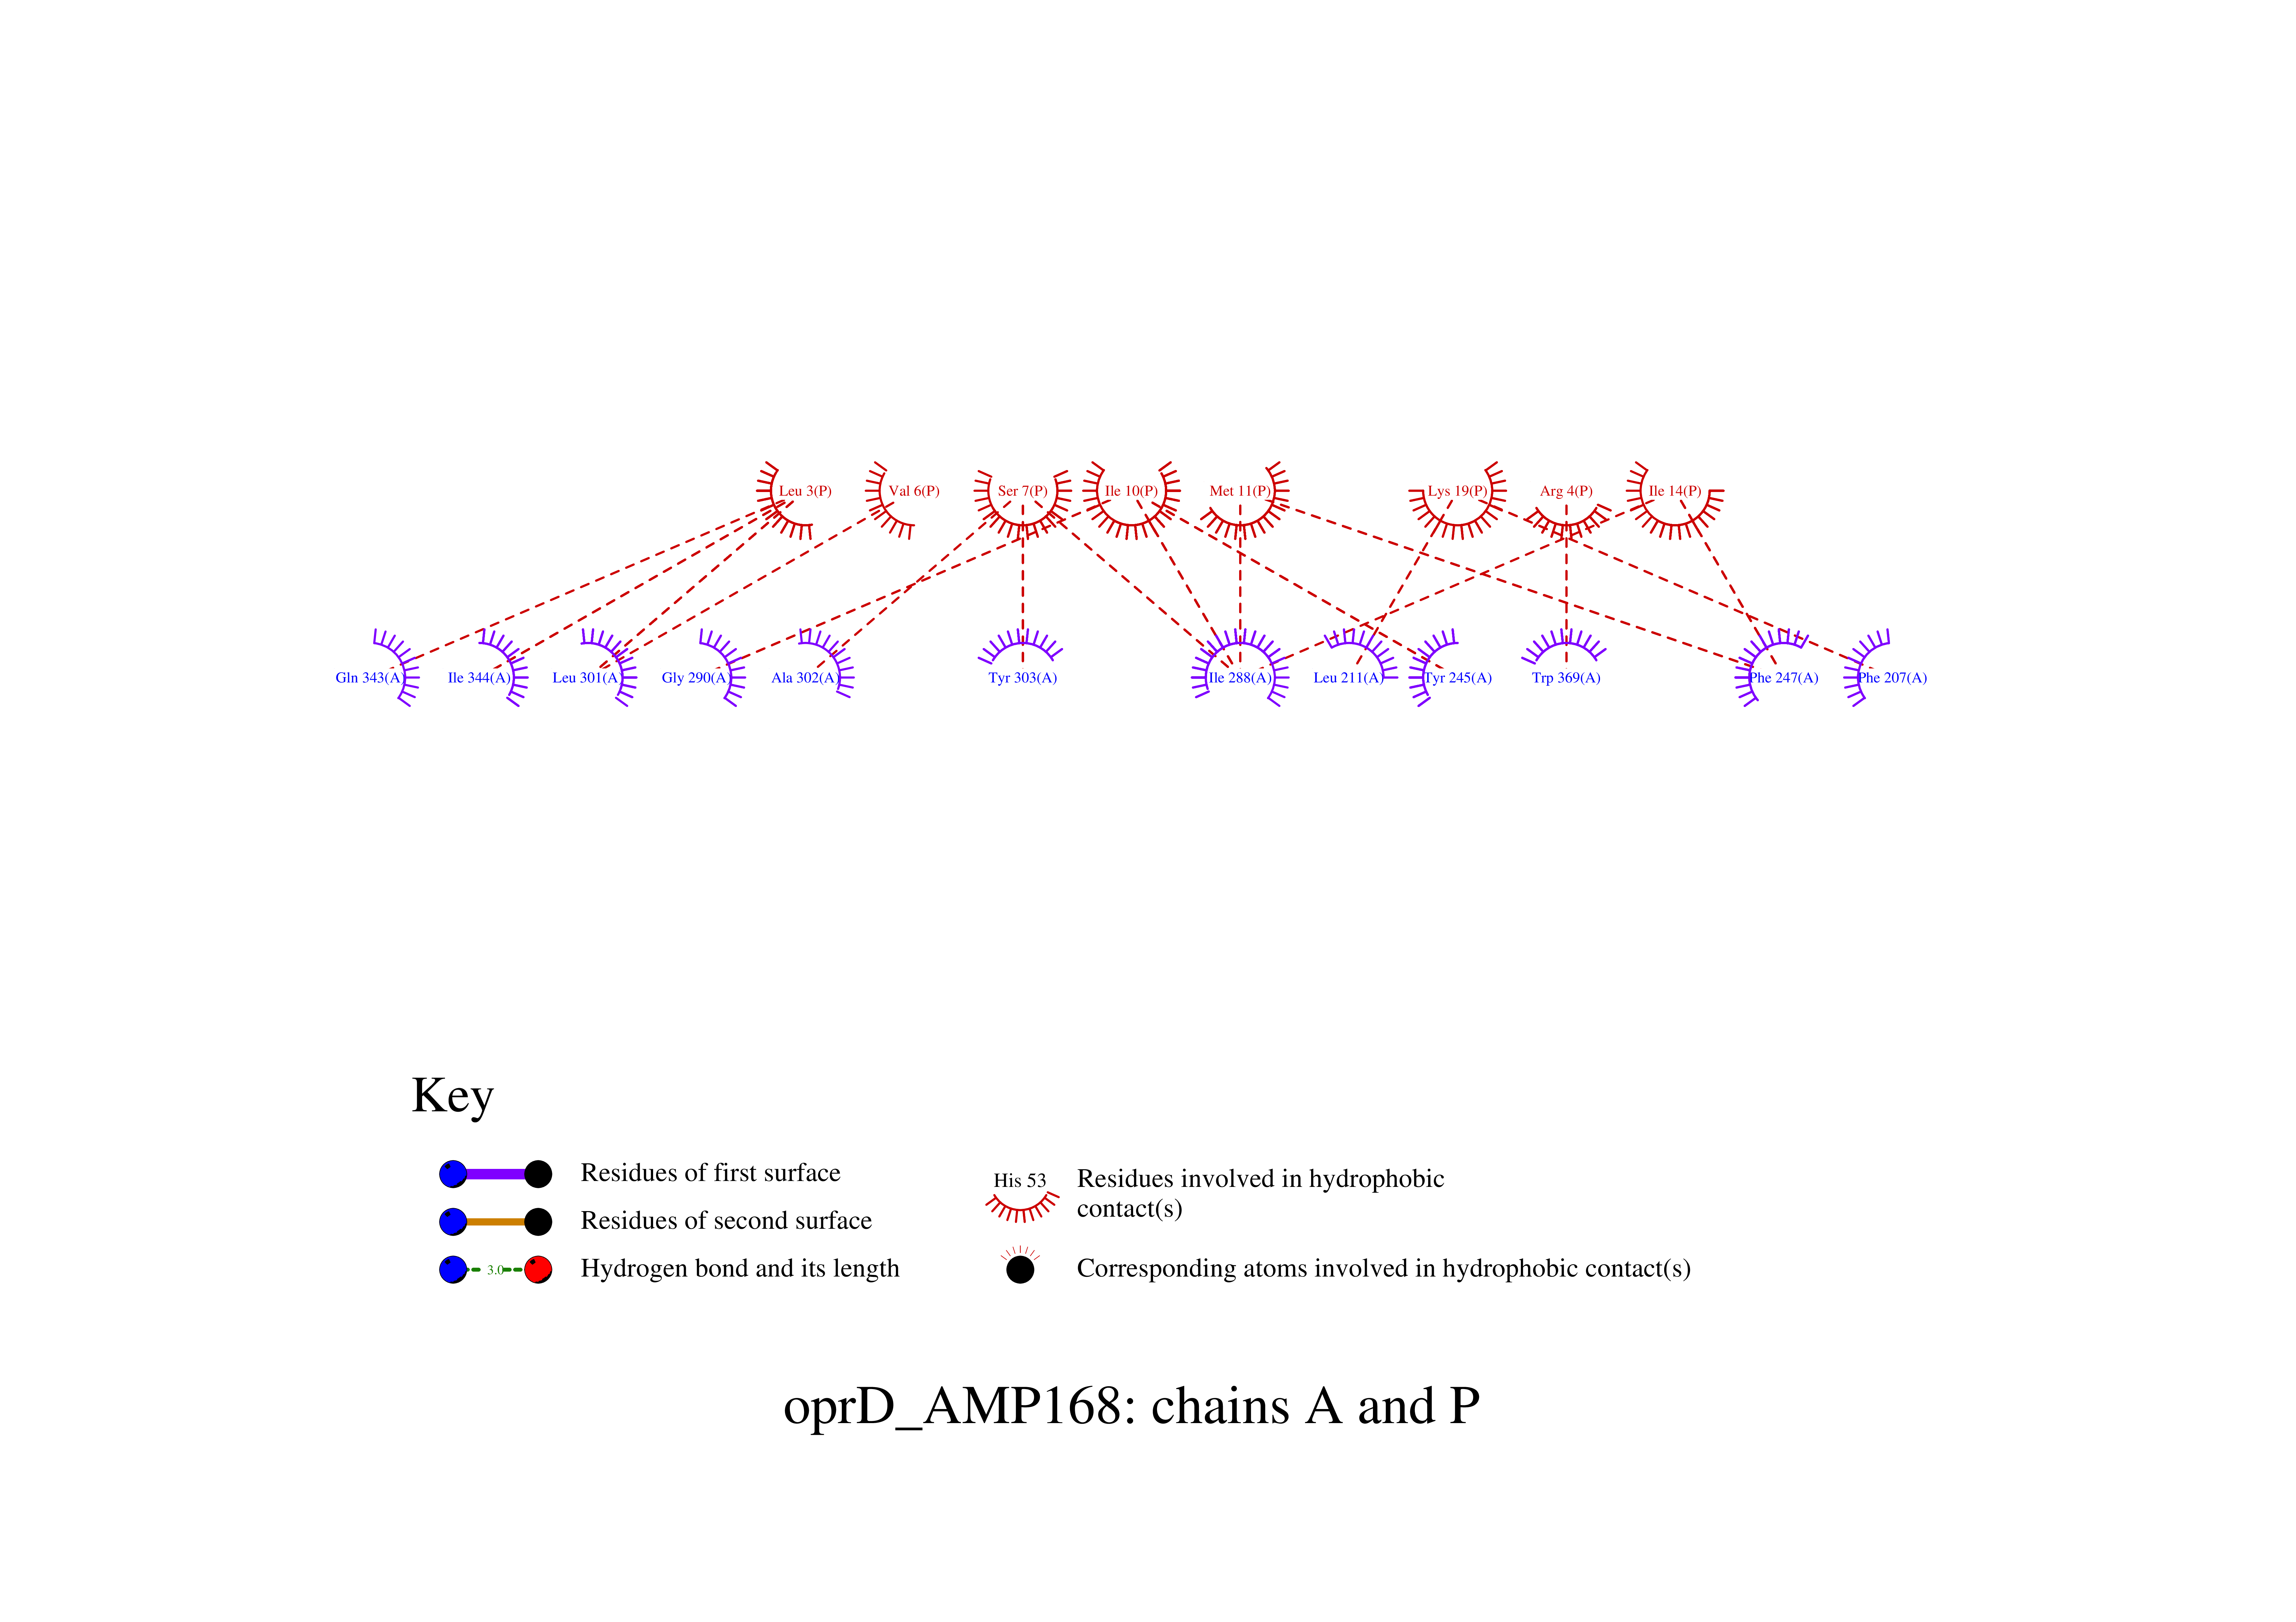 Leu 3(P) Val 6(P) Ser 7(P) Ile 10(P) Met 11(P) Lys 19(P) Arg 4(P) Ile 14(P)
Gln 343(A) Ile 344(A) Leu 301(A) Gly 290(A) Ala 302(A) Tyr 303(A) Ile 288(A) Leu 211(A) Tyr 245(A) Trp 369(A) Phe 247(A) Phe 207(A)
Key
Residues of first surface
Residues of second surface
3.0 Hydrogen bond and its length
His 53 Residues involved in hydrophobic
contact(s)
Corresponding atoms involved in hydrophobic contact(s)
oprD_AMP168: chains A and P